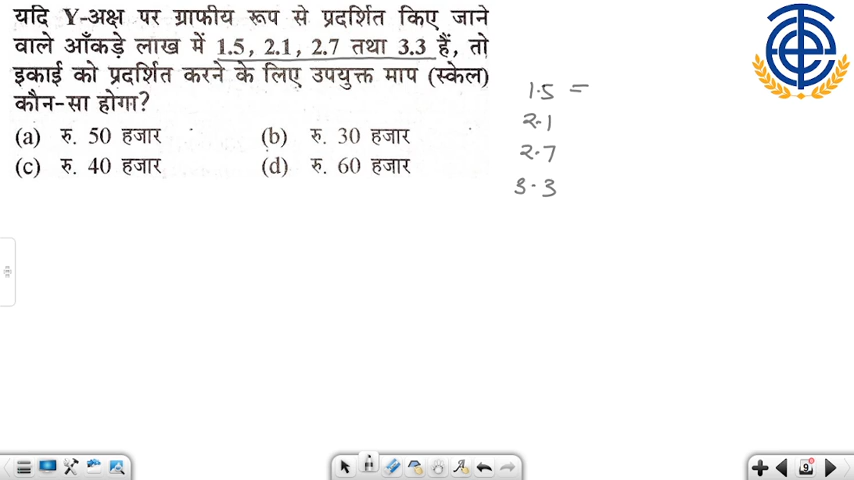 यदि Y-अक्ष पर ग्राफीय रूप से प्रदर्शित किए जाने
वाले आँकड़े लाख में 1.5, 2.1, 2.7 तथा 3.3 हैं, तो
इकाई को प्रदर्शित करने के लिए उपयुक्त माप (स्केल)
कौन-सा होगा?
(a) रु. 50 हजार (b) रु. 30 हजार
(c) रु. 40 हजार (d) रु. 60 हजार
1.5 =
2.1
2.7
3.3
9